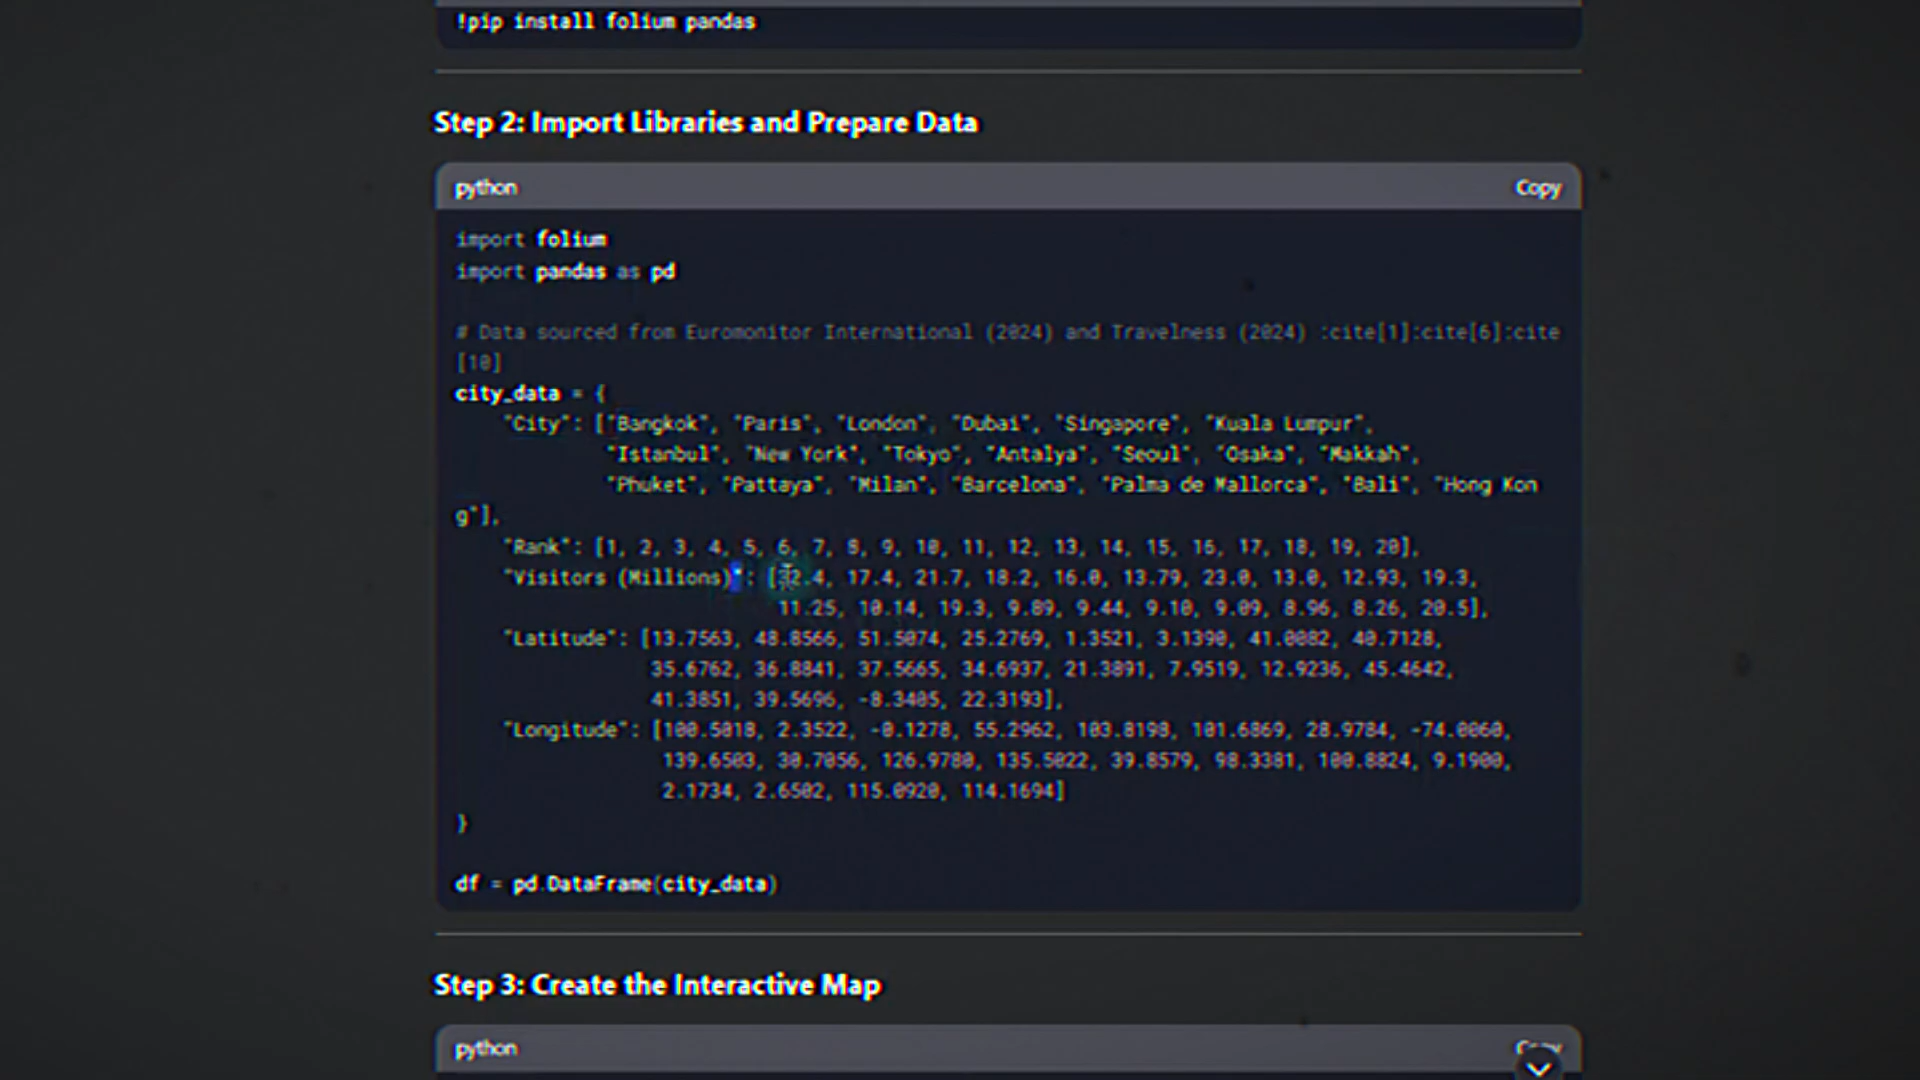 !pip install folium pandas
Step 2: Import Libraries and Prepare Data
python
Copy
import folium
import pandas as pd
# Data sourced from Euromonitor International (2024) and Travelness (2024) :cite[1]:cite[6]:cite
[10]
city_data = {
"City": ["Bangkok", "Paris", "London", "Dubai", "Singapore", "Kuala Lumpur",
"Istanbul", "New York", "Tokyo", "Antalya", "Seoul", "Osaka", "Makkah",
"Phuket", "Pattaya", "Milan", "Barcelona", "Palma de Mallorca", "Bali", "Hong Kon
g"],
"Rank": [1, 2, 3, 4, 5, 6, 7, 8, 9, 10, 11, 12, 13, 14, 15, 16, 17, 18, 19, 20],
"Visitors (Millions)": [32.4, 17.4, 21.7, 18.2, 16.0, 13.79, 23.0, 13.0, 12.93, 19.3,
11.25, 10.14, 19.3, 9.89, 9.44, 9.10, 9.09, 8.96, 8.26, 20.5],
"Latitude": [13.7563, 48.8566, 51.5074, 25.2769, 1.3521, 3.1390, 41.0082, 40.7128,
35.6762, 36.8841, 37.5665, 34.6937, 21.3891, 7.9519, 12.9236, 45.4642,
41.3851, 39.5696, -8.3405, 22.3193],
"Longitude": [100.5018, 2.3522, -0.1278, 55.2962, 103.8198, 101.6869, 28.9784, -74.0060,
139.6503, 30.7056, 126.9780, 135.5022, 39.8579, 98.3381, 100.8824, 9.1900,
2.1734, 2.6502, 115.0920, 114.1694]
}
df = pd.DataFrame(city_data)
Step 3: Create the Interactive Map
python
Copy